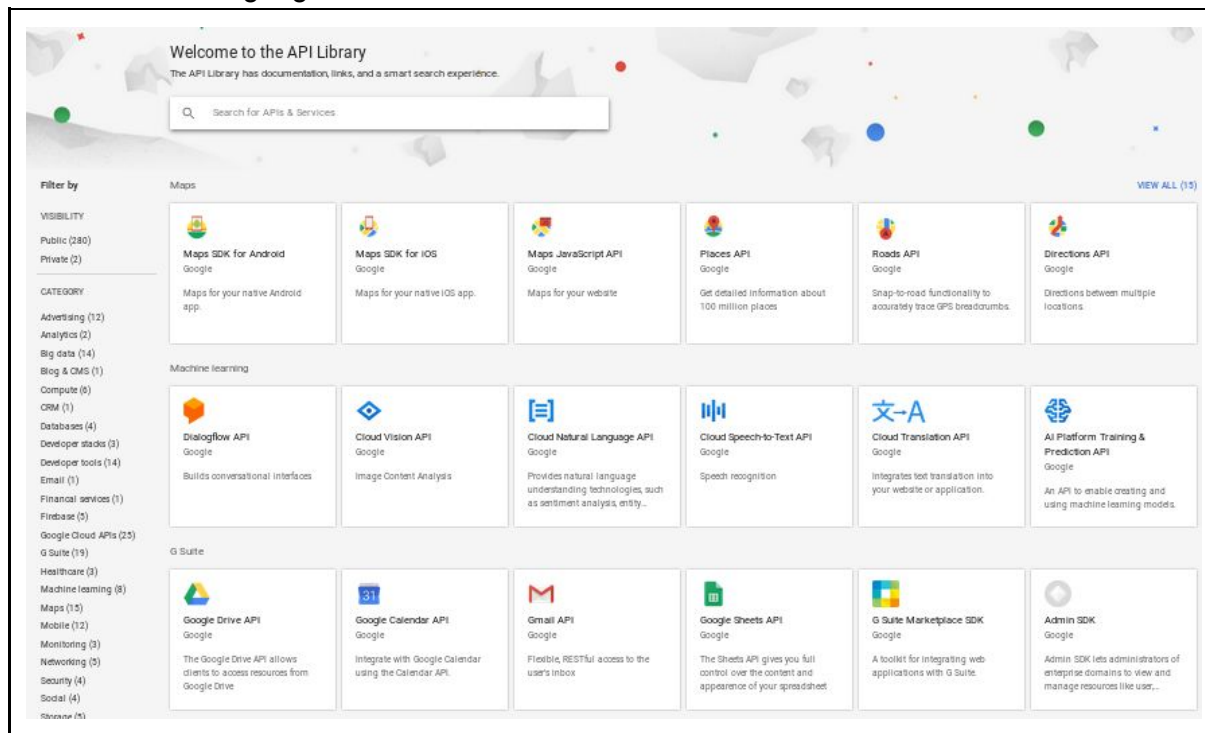 Welcome to the API Library
The API Library has documentation, links, and a smart search experience.
Search for APIs & Services
Filter by
VISIBILITY
Public (280)
Private (2)
CATEGORY
Advertising (12)
Analytics (2)
Big data (14)
Blog & CMS (1)
Compute (6)
CRM (1)
Databases (4)
Developer stacks (3)
Developer tools (14)
Email (1)
Financial services (1)
Firebase (5)
Google Cloud APIs (25)
G Suite (19)
Healthcare (3)
Machine learning (8)
Maps (15)
Mobile (12)
Monitoring (3)
Networking (5)
Security (4)
Social (4)
Storage (5)
Maps
VIEW ALL (15)
Maps SDK for Android
Google
Maps for your native Android
app.
Maps SDK for iOS
Google
Maps for your native iOS app.
Maps JavaScript API
Google
Maps for your website
Places API
Google
Get detailed information about
100 million places
Roads API
Google
Snap-to-road functionality to
accurately trace GPS breadcrumbs.
Directions API
Google
Directions between multiple
locations.
Machine learning
Dialogflow API
Google
Builds conversational interfaces
Cloud Vision API
Google
Image Content Analysis
Cloud Natural Language API
Google
Provides natural language
understanding technologies, such
as sentiment analysis, entity...
Cloud Speech-to-Text API
Google
Speech recognition
文→A
Cloud Translation API
Google
Integrates text translation into
your website or application.
AI Platform Training &
Prediction API
Google
An API to enable creating and
using machine learning models.
G Suite
Google Drive API
Google
The Google Drive API allows
clients to access resources from
Google Drive
31
Google Calendar API
Google
Integrate with Google Calendar
using the Calendar API.
Gmail API
Google
Flexible, RESTful access to the
user's inbox
Google Sheets API
Google
The Sheets API gives you full
control over the content and
appearence of your spreadsheet
G Suite Marketplace SDK
Google
A toolkit for integrating web
applications with G Suite.
Admin SDK
Google
Admin SDK lets administrators of
enterprise domains to view and
manage resources like user,...